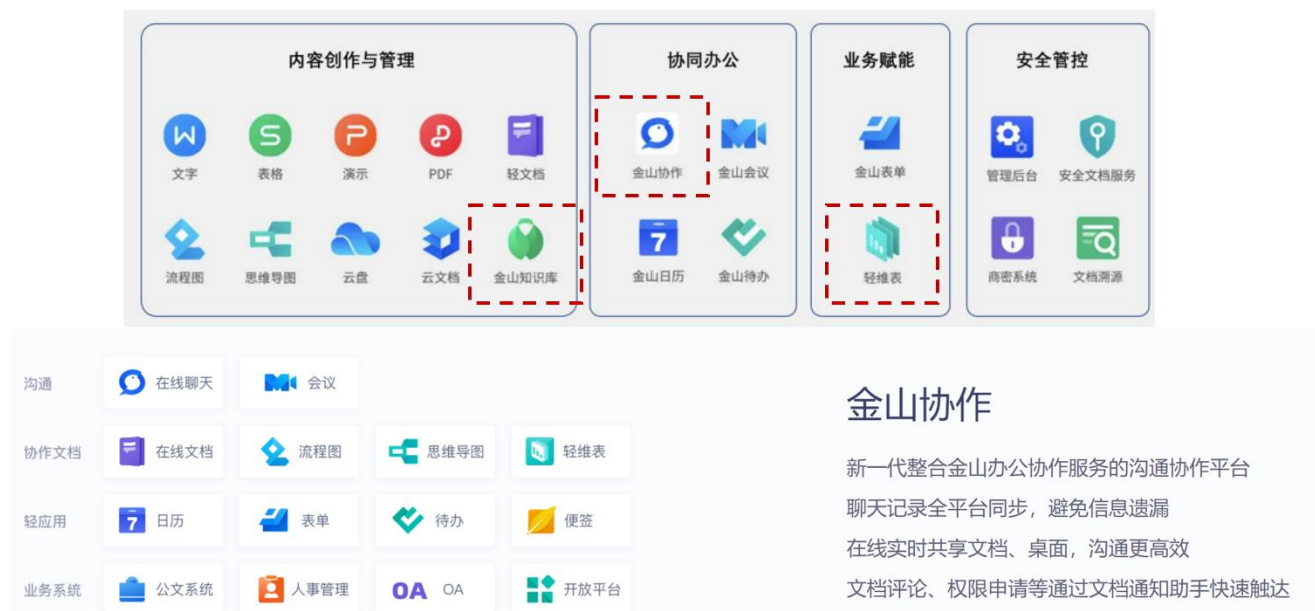 内容创作与管理
协同办公
业务赋能
安全管控
文字
表格
演示
PDF
轻文档
金山协作
金山会议
金山表单
管理后台
安全文档服务
流程图
思维导图
云盘
云文档
金山知识库
7
金山日历
金山待办
轻维表
商密系统
文档溯源
沟通
在线聊天
会议
协作文档
在线文档
流程图
思维导图
轻维表
轻应用
7
日历
表单
待办
便签
业务系统
公文系统
人事管理
OA
OA
开放平台
金山协作
新一代整合金山办公协作服务的沟通协作平台
聊天记录全平台同步，避免信息遗漏
在线实时共享文档、桌面，沟通更高效
文档评论、权限申请等通过文档通知助手快速触达